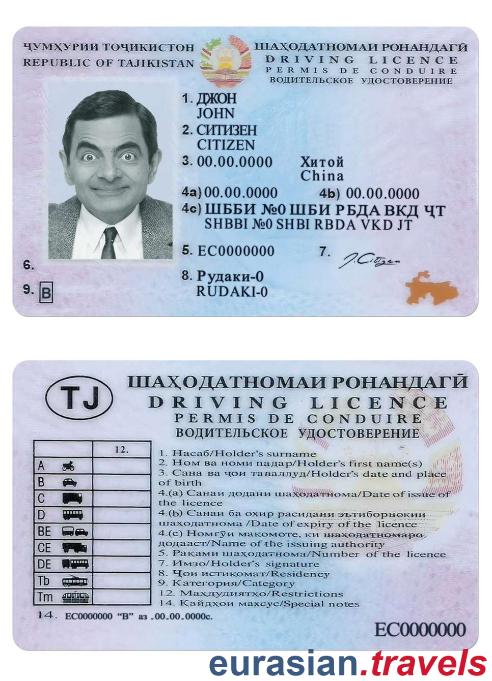 ҶУМҲУРИИ ТОҶИКИСТОН
REPUBLIC OF TAJIKISTAN
ШАҲОДАТНОМАИ РОНАНДАГӢ
DRIVING LICENCE
PERMIS DE CONDUIRE
ВОДИТЕЛЬСКОЕ УДОСТОВЕРЕНИЕ
1. ДЖОН
JOHN
2. СИТИЗЕН
CITIZEN
3. 00.00.0000 Хитой
China
4a) 00.00.0000 4b) 00.00.0000
4c) ШББИ №0 ШБИ РБДА ВКД ҶТ
SHBBI №0 SHBI RBDA VKD JT
5. EC0000000 7. J.Citizen
6.
8. Рудаки-0
RUDAKI-0
9. B
TJ
ШАҲОДАТНОМАИ РОНАНДАГӢ
DRIVING LICENCE
PERMIS DE CONDUIRE
ВОДИТЕЛЬСКОЕ УДОСТОВЕРЕНИЕ
12.
A
B
C
D
BE
CE
DE
Tb
Tm
1. Насаб/Holder's surname
2. Ном ва номи падар/Holder's first name(s)
3. Сана ва ҷои таваллуд/Holder's date and place
of birth
4.(a) Санаи додани шаҳодатнома/Date of issue of
the licence
4.(b) Санаи ба охир расидани эътиборнокии
шаҳодатнома /Date of expiry of the licence
4.(c) Номгӯи макомоте, ки шаҳодатномаро
додааст/Name of the issuing authority
5. Раками шаҳодатнома/Number of the licence
7. Имзо/Holder's signature
8. Ҷои истиқомат/Residency
9. Категория/Category
12. Маҳдудиятҳо/Restrictions
14. Кайдҳои махсус/Special notes
14. EC0000000 "B" аз .00.00.0000с.
EC0000000
eurasian.travels